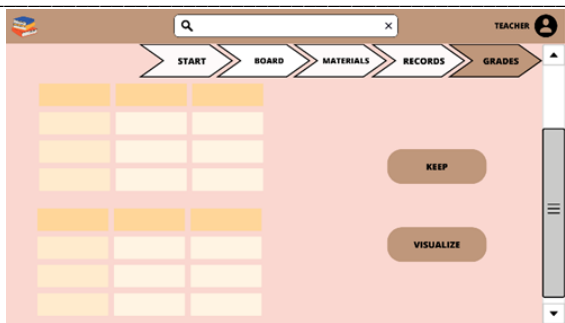 TEACHER
START BOARD MATERIALS RECORDS GRADES
KEEP
VISUALIZE